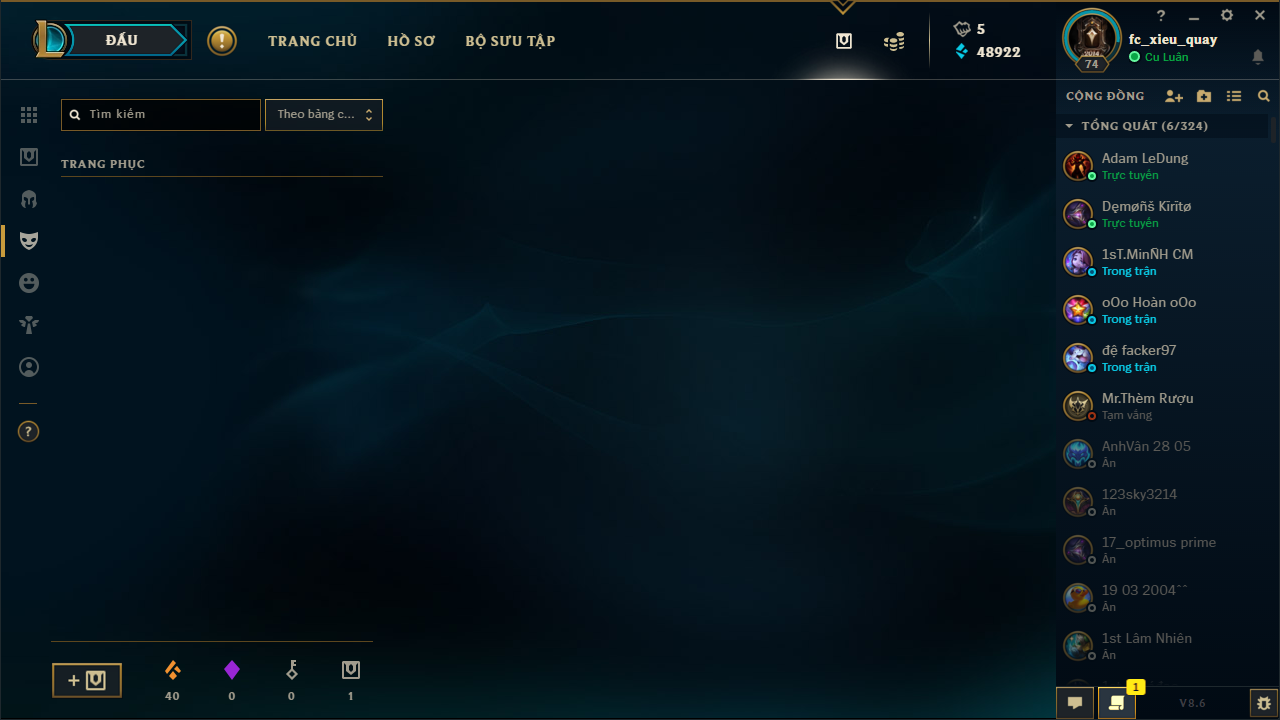 ĐẤU
!
TRANG CHỦ
HỒ SƠ
BỘ SƯU TẬP
5
48922
?
2014
74
fc_xieu_quay
Cu Luân
Tìm kiếm
Theo bảng c...
TRANG PHỤC
?
+
40
0
0
1
CỘNG ĐỒNG
TỔNG QUÁT (6/324)
Adam LeDung
Trực tuyến
Dęmøñš Kīrītø
Trực tuyến
1sT.MinÑH CM
Trong trận
oOo Hoàn oOo
Trong trận
đệ facker97
Trong trận
Mr.Thèm Rượu
Tạm vắng
AnhVân 28 05
Ẩn
123sky3214
Ẩn
17_optimus prime
Ẩn
19 03 2004ˆˆ
Ẩn
1st Lâm Nhiên
Ẩn
1
V8.6